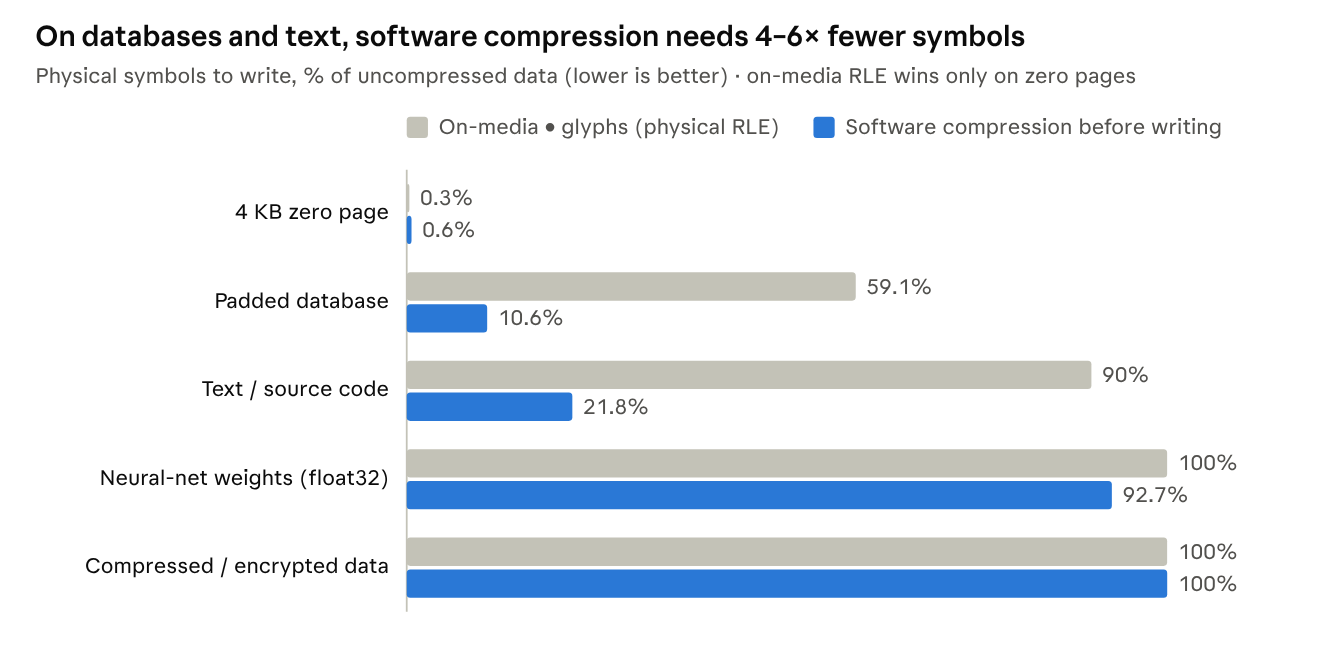 On databases and text, software compression needs 4–6× fewer symbols
Physical symbols to write, % of uncompressed data (lower is better) · on-media RLE wins only on zero pages
On-media • glyphs (physical RLE) Software compression before writing
4 KB zero page
0.3%
0.6%
Padded database
59.1%
10.6%
Text / source code
90%
21.8%
Neural-net weights (float32)
100%
92.7%
Compressed / encrypted data
100%
100%